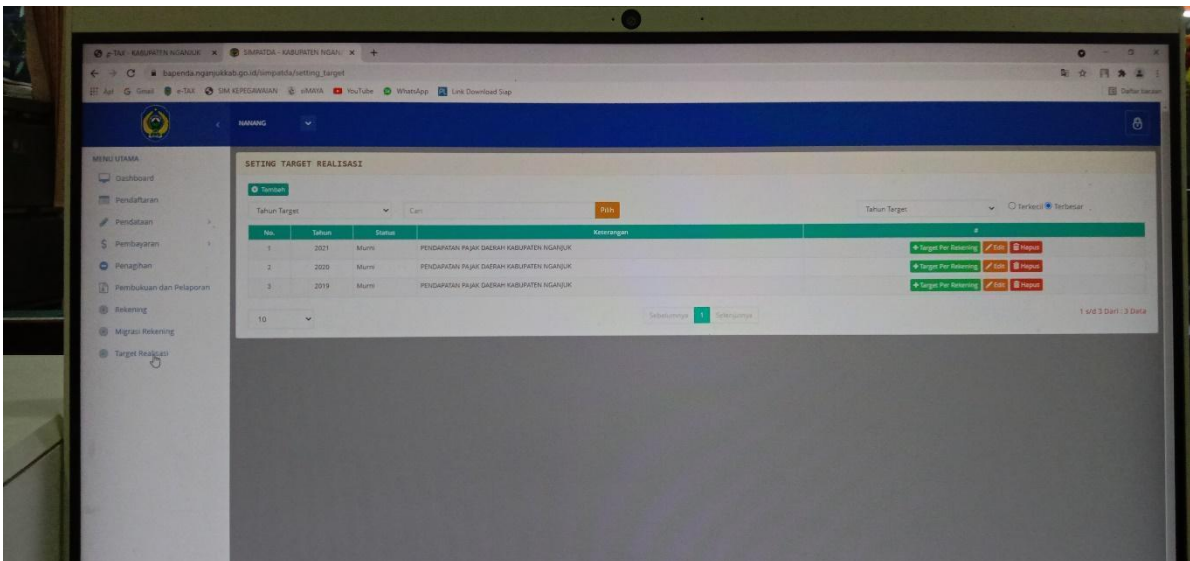 e-TAX - KABUPATEN NGANJUK
SIMPATDA - KABUPATEN NGANJ
bapenda.nganjukkab.go.id/simpatda/setting_target
Gmail e-TAX SIM KEPEGAWAIAN eMAYA YouTube WhatsApp Link Download Siap
Daftar bacaan
NANANG
MENU UTAMA
Dashboard
Pendaftaran
Pendataan
Pembayaran
Penagihan
Pembukuan dan Pelaporan
Rekening
Migrasi Rekening
Target Realisasi
SETING TARGET REALISASI
Tambah
Tahun Target Cari Pilih Tahun Target Terkecil Terbesar
No. Tahun Status Keterangan #
1 2021 Murni PENDAPATAN PAJAK DAERAH KABUPATEN NGANJUK +Target Per Rekening Edit Hapus
2 2020 Murni PENDAPATAN PAJAK DAERAH KABUPATEN NGANJUK +Target Per Rekening Edit Hapus
3 2019 Murni PENDAPATAN PAJAK DAERAH KABUPATEN NGANJUK +Target Per Rekening Edit Hapus
10 Sebelumnya 1 Selanjutnya 1 s/d 3 Dari : 3 Data